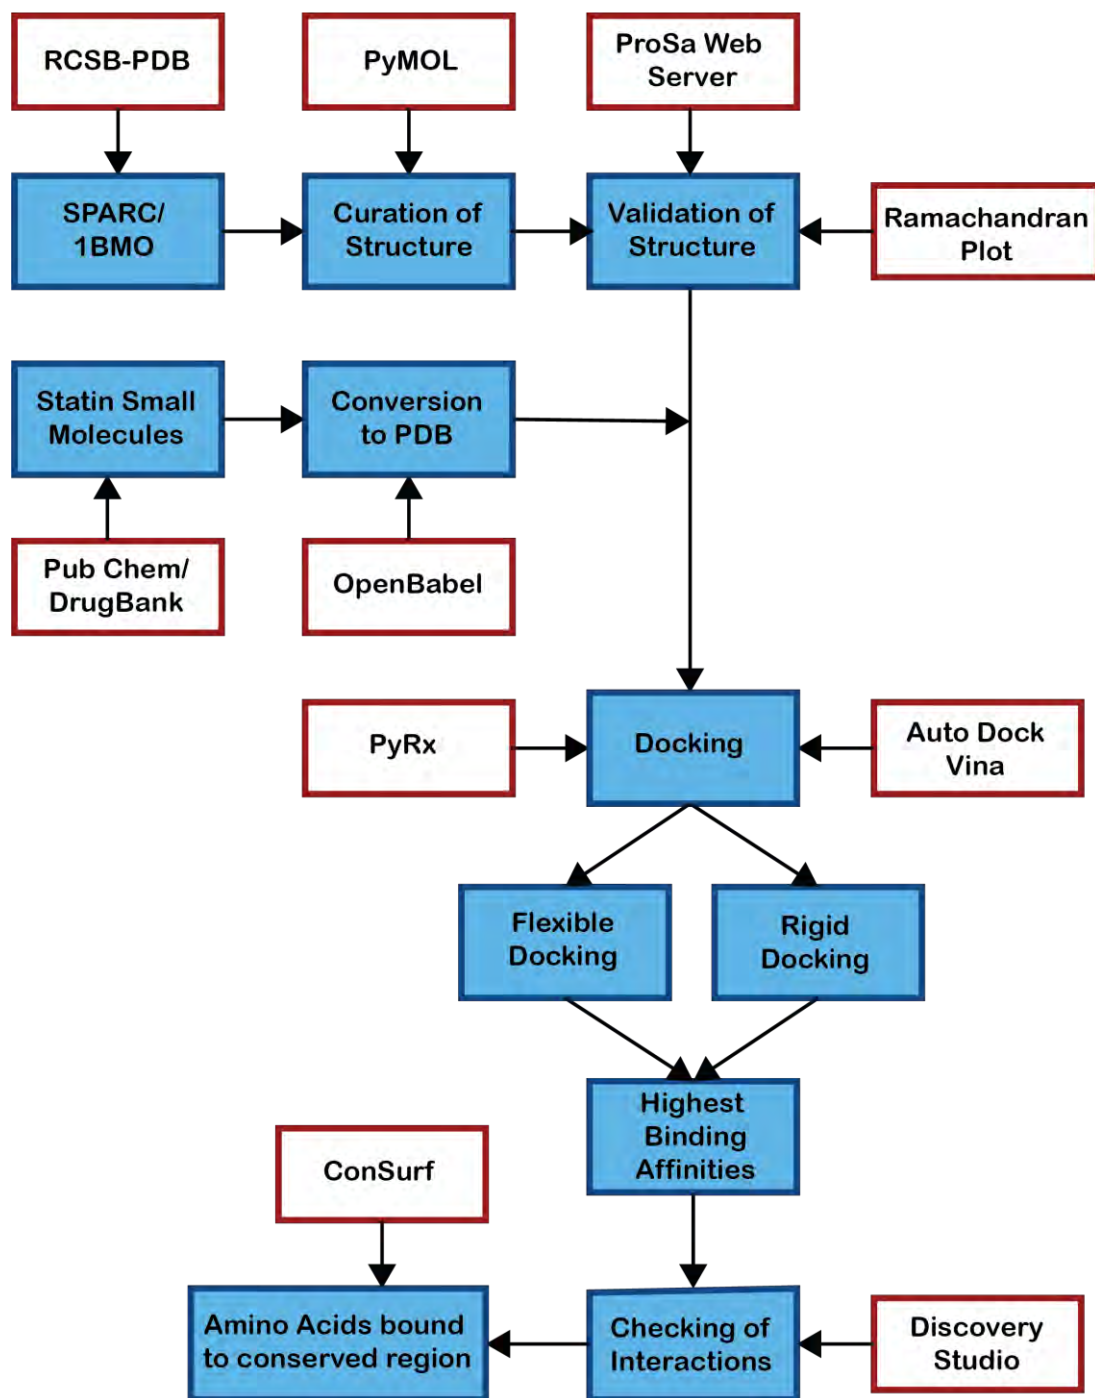 RCSB-PDB
PyMOL
ProSa Web
Server
SPARC/
1BMO
Curation of
Structure
Validation of
Structure
Ramachandran
Plot
Statin Small
Molecules
Conversion
to PDB
Pub Chem/
DrugBank
OpenBabel
PyRx
Docking
Auto Dock
Vina
Flexible
Docking
Rigid
Docking
Highest
Binding
Affinities
ConSurf
Amino Acids bound
to conserved region
Checking of
Interactions
Discovery
Studio